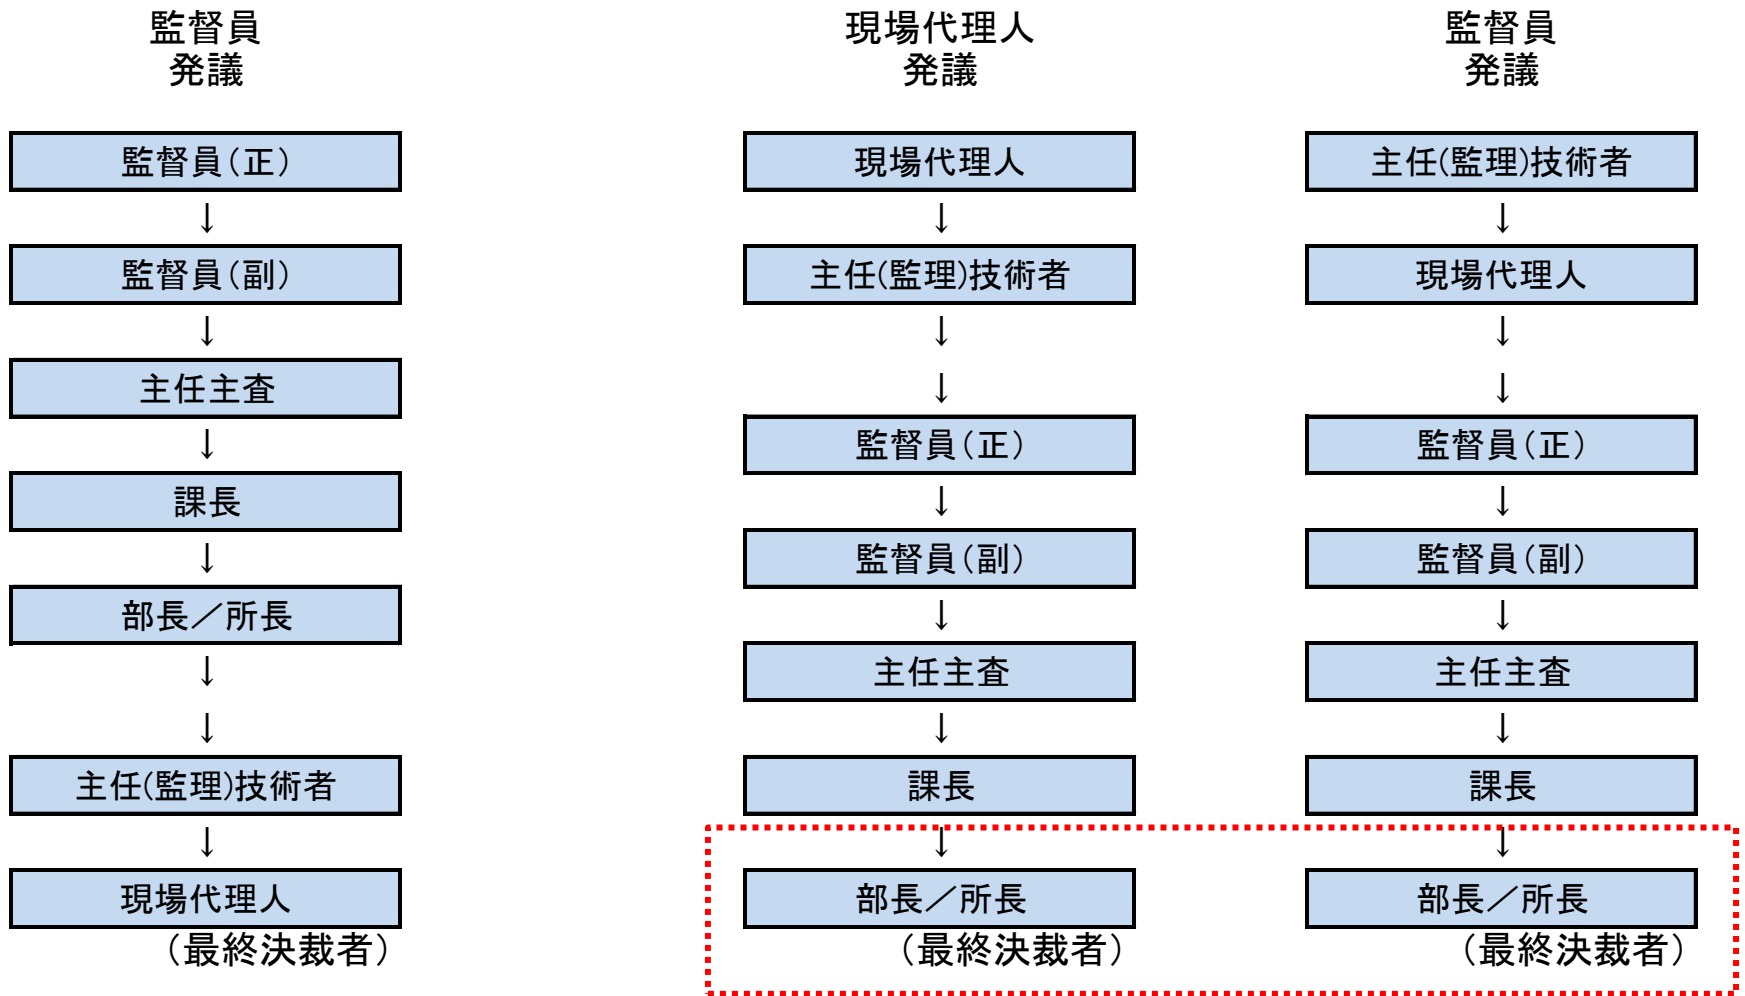 監督員
発議
監督員（正）
↓
監督員（副）
↓
主任主査
↓
課長
↓
部長／所長
↓
↓
主任(監理)技術者
↓
現場代理人
（最終決裁者）
現場代理人
発議
現場代理人
↓
主任(監理)技術者
↓
↓
監督員（正）
↓
監督員（副）
↓
主任主査
↓
課長
↓
部長／所長
（最終決裁者）
監督員
発議
主任(監理)技術者
↓
現場代理人
↓
↓
監督員（正）
↓
監督員（副）
↓
主任主査
↓
課長
↓
部長／所長
（最終決裁者）